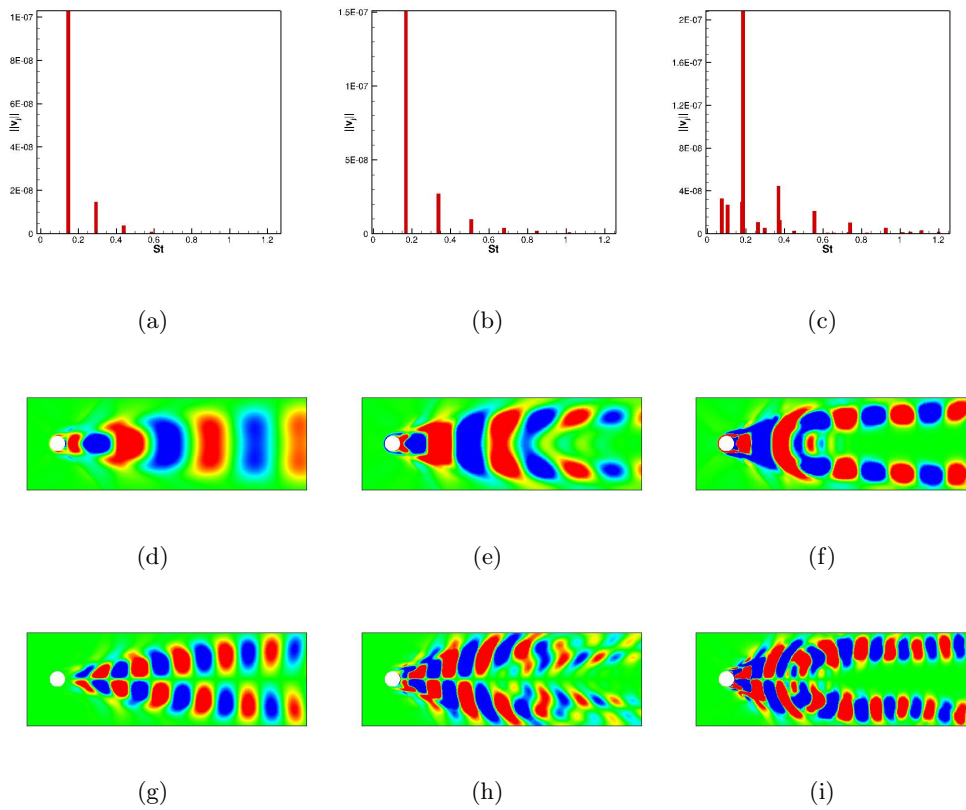 1E-07
8E-08
6E-08
4E-08
2E-08
0
||v_j||
0 0.2 0.4 0.6 0.8 1 1.2
St
1.5E-07
1E-07
5E-08
0
||v_j||
0 0.2 0.4 0.6 0.8 1 1.2
St
2E-07
1.6E-07
1.2E-07
8E-08
4E-08
0
||v_j||
0 0.2 0.4 0.6 0.8 1 1.2
St
(a) (b) (c)
(d) (e) (f)
(g) (h) (i)